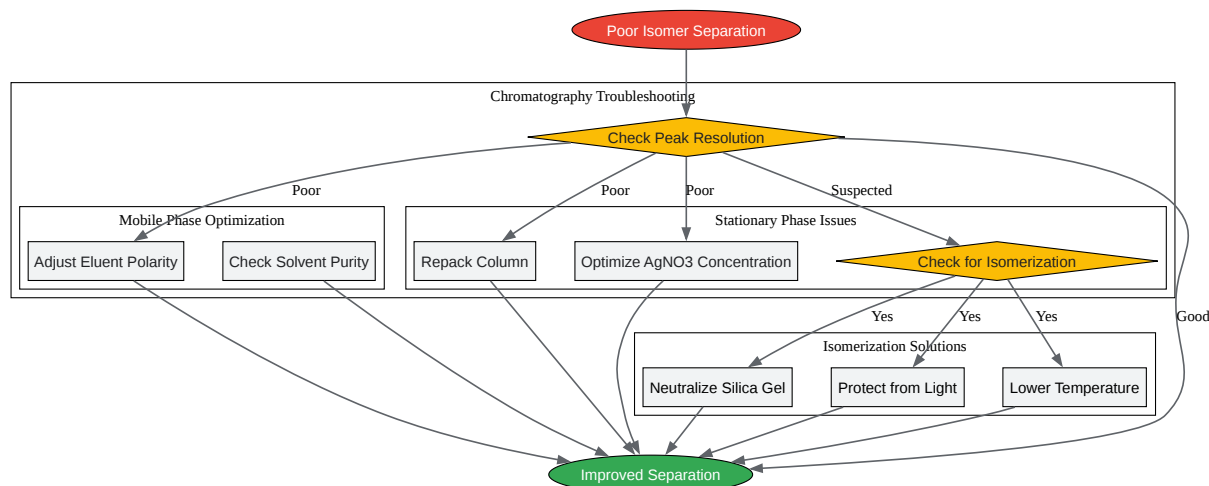 Poor Isomer Separation
Chromatography Troubleshooting
Check Peak Resolution
Poor
Poor
Poor
Suspected
Mobile Phase Optimization
Stationary Phase Issues
Adjust Eluent Polarity
Check Solvent Purity
Repack Column
Optimize AgNO3 Concentration
Check for Isomerization
Yes
Yes
Yes
Good
Isomerization Solutions
Neutralize Silica Gel
Protect from Light
Lower Temperature
Improved Separation